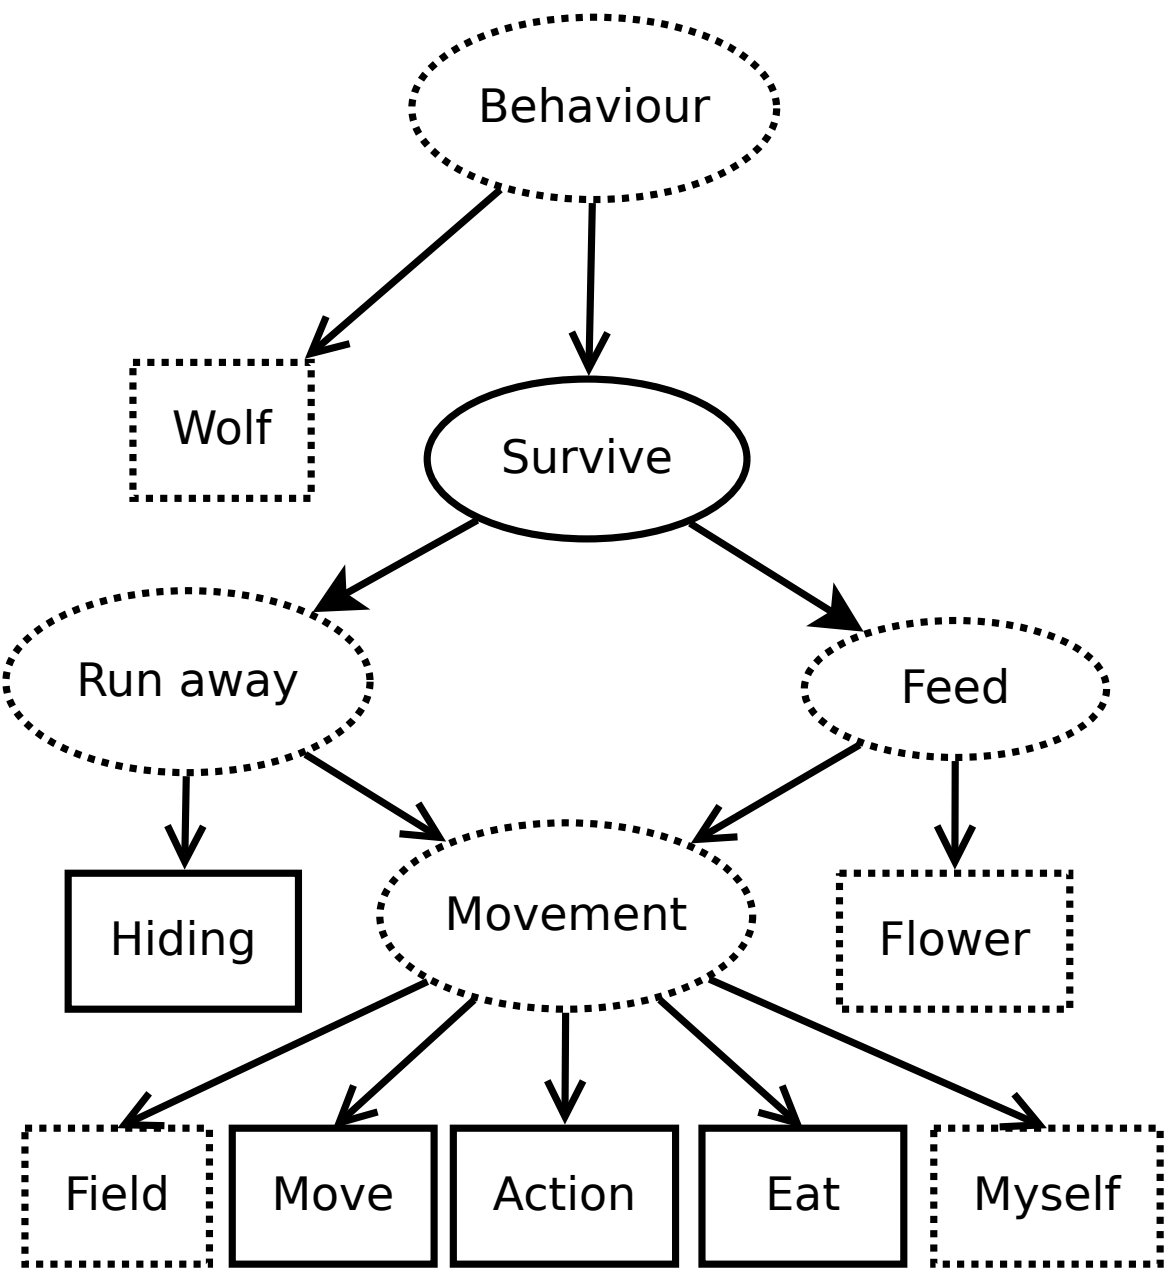 Behaviour
Wolf
Survive
Run away
Feed
Movement
Hiding
Flower
Field
Move
Action
Eat
Myself